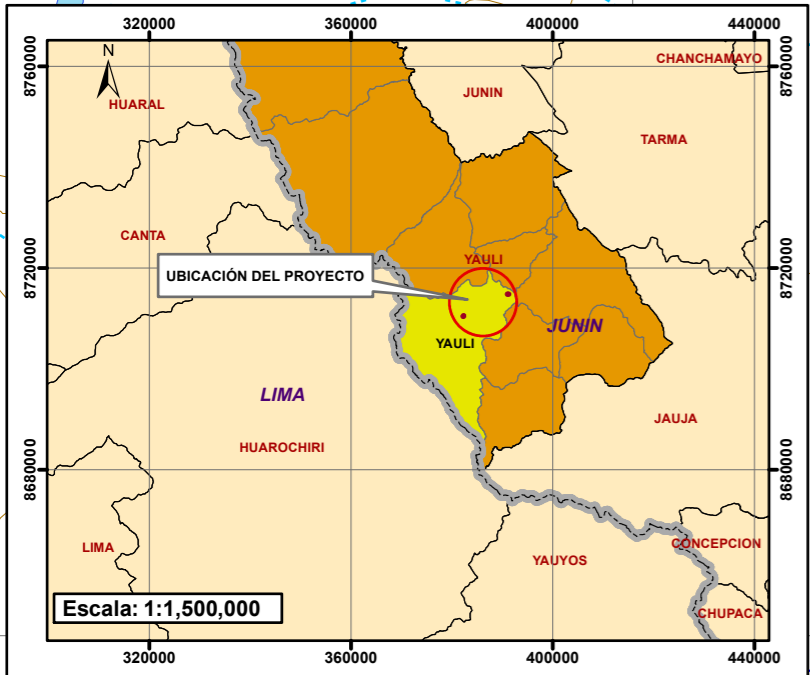 320000 360000 400000 440000
8760000 8760000
N
CHANCHAMAYO
JUNIN
HUARAL
TARMA
CANTA
YAULI
8720000 8720000
UBICACIÓN DEL PROYECTO
JUNIN
YAULI
LIMA
JAUJA
HUAROCHIRI
8680000 8680000
LIMA
CONCEPCION
YAUYOS
Escala: 1:1,500,000
CHUPACA
320000 360000 400000 440000